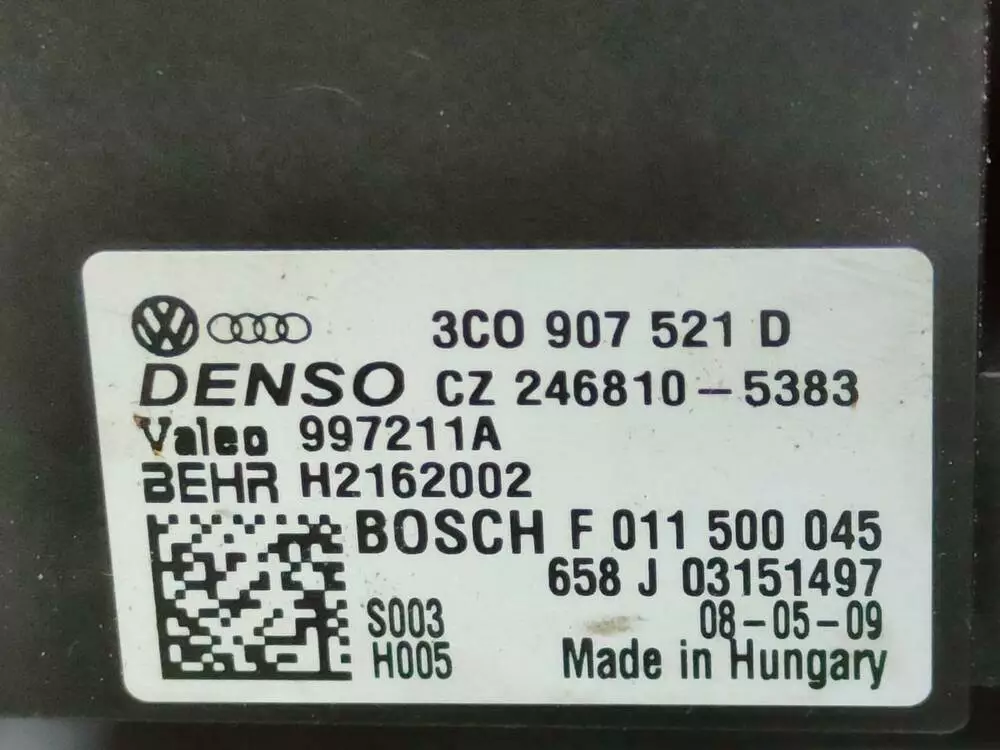 3C0 907 521 D
DENSO CZ 246810-5383
Valeo 997211A
BEHR H2162002
BOSCH F 011 500 045
658 J 03151497
S003 08-05-09
H005 Made in Hungary